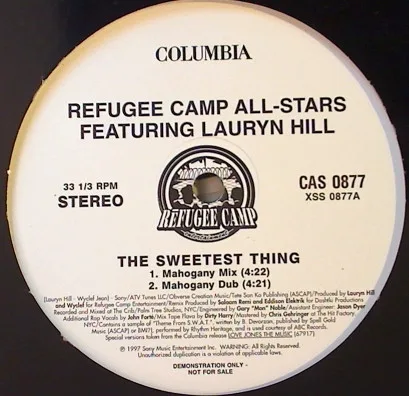 COLUMBIA
REFUGEE CAMP ALL-STARS
FEATURING LAURYN HILL
33 1/3 RPM
STEREO
REFUGEE CAMP
CAS 0877
XSS 0877A
THE SWEETEST THING
1. Mahogany Mix (4:22)
2. Mahogany Dub (4:21)
(Lauryn Hill - Wyclef Jean) - Sony/ATV Tunes LLC/Obverse Creation Music/Tete San Ko Publishing (ASCAP)/Produced by Lauryn Hill
and Wyclef for Refugee Camp Entertainment/Remix Produced by Salaam Remi and Eddison Elektrik for Dashitic Productions
Recorded and Mixed at The Crib/Palm Tree Studios, NYC/Engineered by Gary "Mon" Noble/Assistant Engineer: Jason Dyer
Additional Rap Vocals by John Forte/Mix Tape Flava by Dirty Harry/Mastered by Chris Gehringer at The Hit Factory,
NYC/Contains a sample of "Theme From S.W.A.T.", written by B. Devorzon, published by Spell Gold
Music (ASCAP) or BMI?), performed by Rhythm Heritage, and is used courtesy of ABC Records.
Special versions taken from the Columbia release LOVE JONES THE MUSIC (67917)
℗ 1997 Sony Music Entertainment Inc. WARNING: All Rights Reserved.
Unauthorized duplication is a violation of applicable laws.
DEMONSTRATION ONLY -
NOT FOR SALE